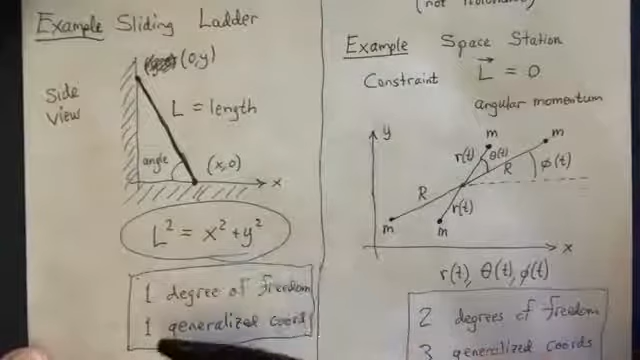 Example Sliding Ladder
(0,y)
Side
view
L = length
angle
(x,0)
x
L² = x² + y²
1 degree of freedom
1 generalized coord
(not holonomic)
Example Space Station
Constraint L⃗ = 0
angular momentum
y
m
m
r(t)
θ(t)
R
φ(t)
R
r(t)
m
m
x
r(t), θ(t), φ(t)
2 degrees of freedom
3 generalized coords